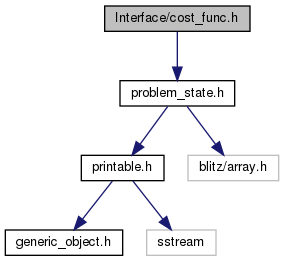 Interface/cost_func.h
problem_state.h
printable.h
blitz/array.h
generic_object.h
sstream